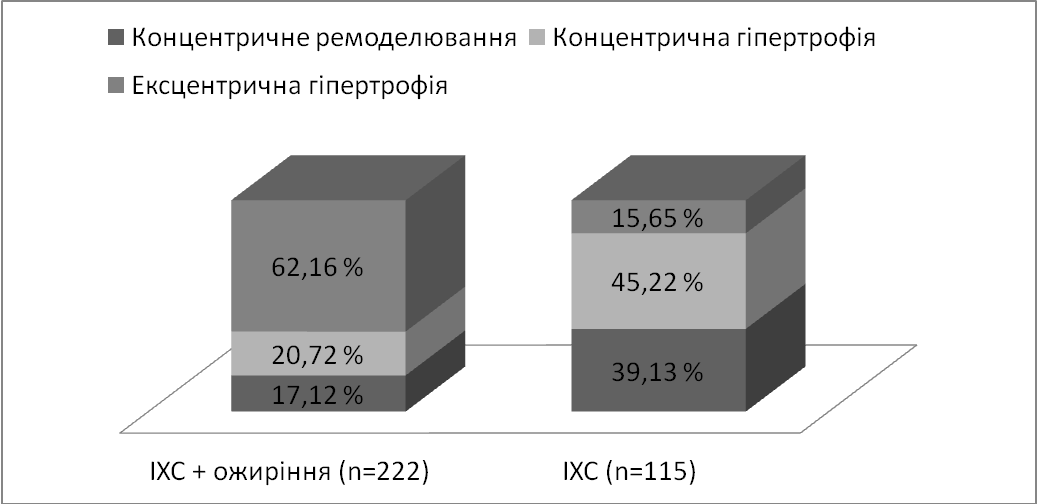 Концентричне ремоделювання Концентрична гіпертрофія
Ексцентрична гіпертрофія
62,16 %
20,72 %
17,12 %
15,65 %
45,22 %
39,13 %
ІХС + ожиріння (n=222) ІХС (n=115)